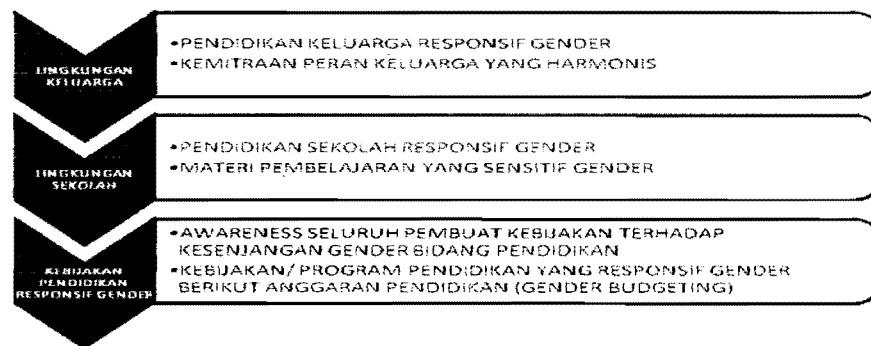 LINGKUNGAN
KELUARGA
•PENDIDIKAN KELUARGA RESPONSIF GENDER
•KEMITRAAN PERAN KELUARGA YANG HARMONIS
LINGKUNGAN
SEKOLAH
•PENDIDIKAN SEKOLAH RESPONSIF GENDER
•MATERI PEMBELAJARAN YANG SENSITIF GENDER
KEBIJAKAN
PENDIDIKAN
RESPONSIF GENDER
•AWARENESS SELURUH PEMBUAT KEBIJAKAN TERHADAP
KESENJANGAN GENDER BIDANG PENDIDIKAN
•KEBIJAKAN/ PROGRAM PENDIDIKAN YANG RESPONSIF GENDER
BERIKUT ANGGARAN PENDIDIKAN (GENDER BUDGETING)